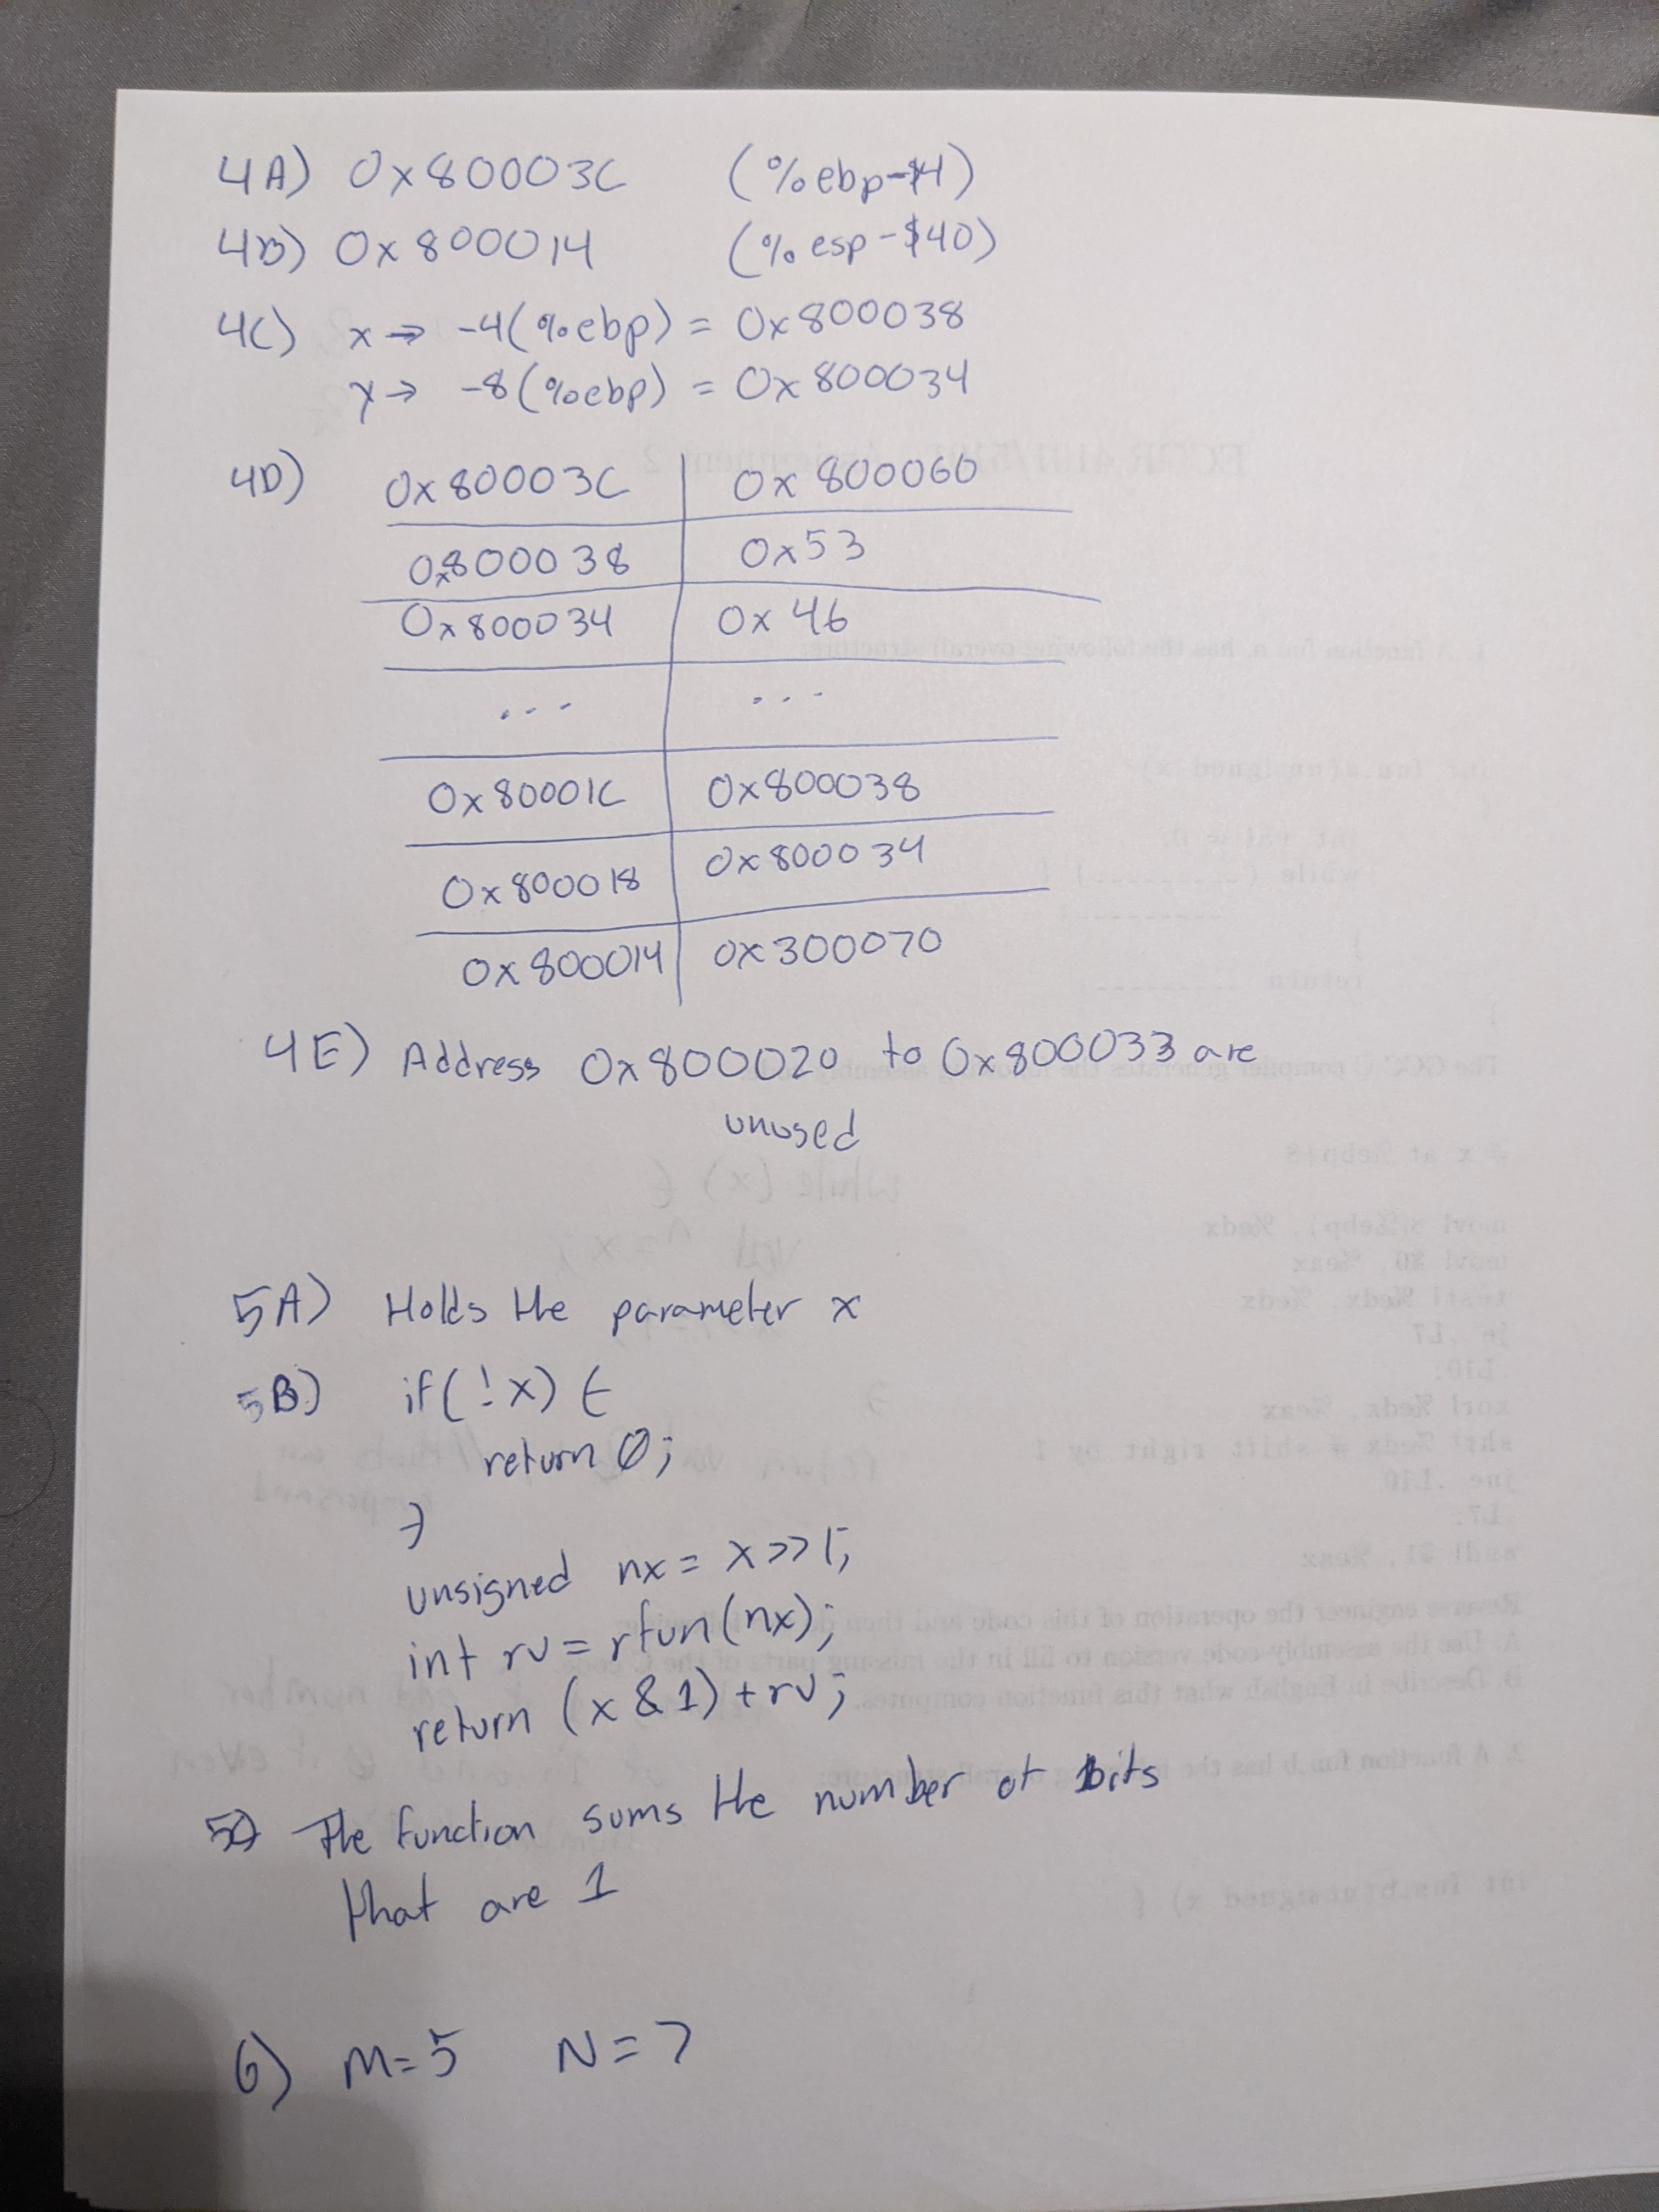 4A) 0x80003C (%ebp-$4)
4B) 0x800014 (%esp-$40)
4C) x → -4(%ebp) = 0x800038
y → -8(%ebp) = 0x800034
4D) 0x80003C | 0x800060
0x800038 | 0x53
0x800034 | 0x46
... | ...
0x80001C | 0x800038
0x800018 | 0x800034
0x800014 | 0x300070
4E) Address 0x800020 to 0x800033 are
unused
5A) Holds the parameter x
5B) if(!x) {
return 0;
}
unsigned nx = x>>1;
int rv = rfun(nx);
return (x & 1) + rv;
5C) The function sums the number of bits
that are 1
6) M=5 N=7